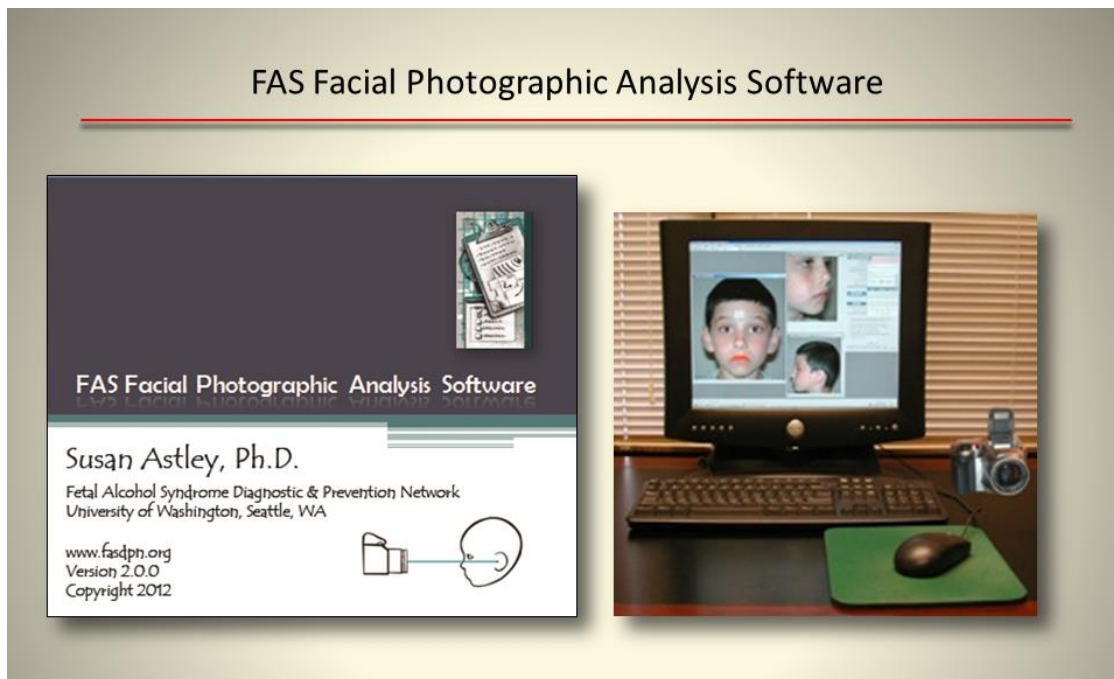 FAS Facial Photographic Analysis Software
FAS Facial Photographic Analysis Software
Susan Astley, Ph.D.
Fetal Alcohol Syndrome Diagnostic & Prevention Network
University of Washington, Seattle, WA
www.fasdpn.org
Version 2.0.0
Copyright 2012